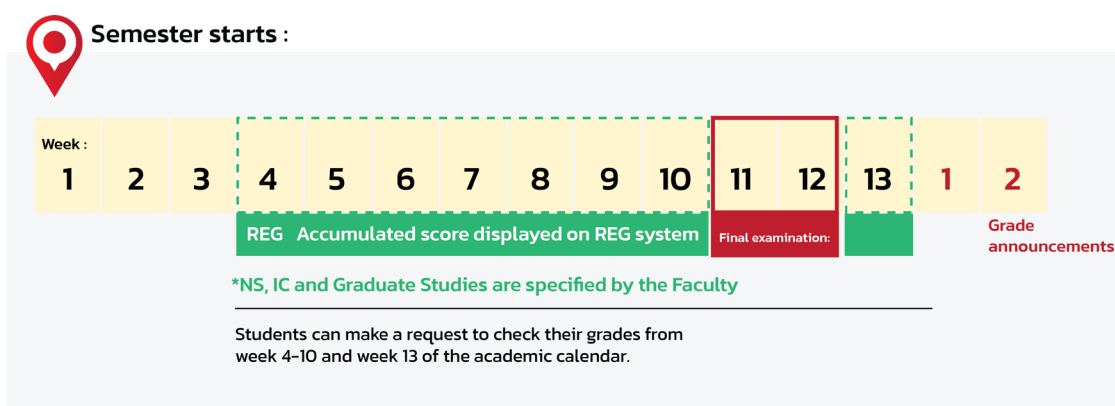 Semester starts :
Week :
1 2 3 4 5 6 7 8 9 10 11 12 13 1 2
REG Accumulated score displayed on REG system
Final examination:
Grade
announcements
*NS, IC and Graduate Studies are specified by the Faculty
Students can make a request to check their grades from
week 4-10 and week 13 of the academic calendar.